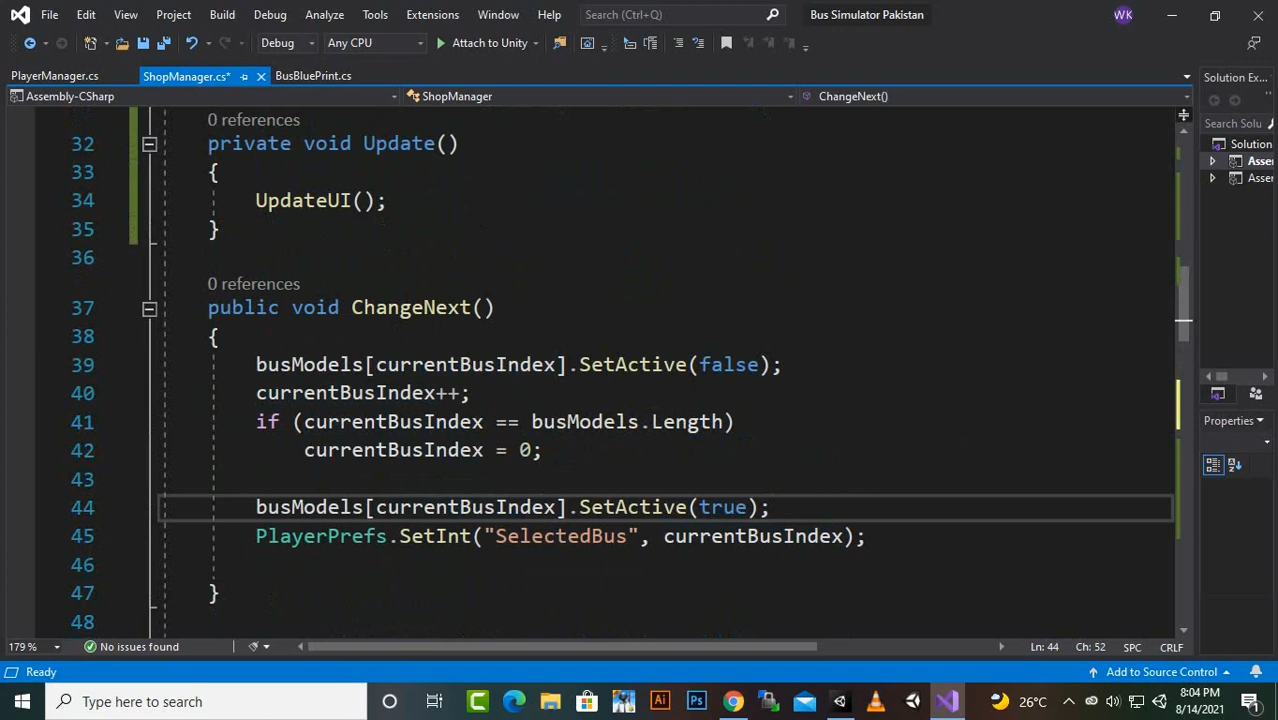 File Edit View Project Build Debug Analyze Tools Extensions Window Help Search (Ctrl+Q) Bus Simulator Pakistan WK
Debug Any CPU Attach to Unity
PlayerManager.cs ShopManager.cs* BusBluePrint.cs Solution Ex...
Assembly-CSharp ShopManager ChangeNext()
0 references
32 private void Update()
33 {
34 UpdateUI();
35 }
36
0 references
37 public void ChangeNext()
38 {
39 busModels[currentBusIndex].SetActive(false);
40 currentBusIndex++;
41 if (currentBusIndex == busModels.Length)
42 currentBusIndex = 0;
43
44 busModels[currentBusIndex].SetActive(true);
45 PlayerPrefs.SetInt("SelectedBus", currentBusIndex);
46
47 }
48
Search Solu
Solution
Asse
Asse
Properties
179 % No issues found Ln: 44 Ch: 52 SPC CRLF
Ready Add to Source Control
Type here to search 26°C 8:04 PM
8/14/2021 1